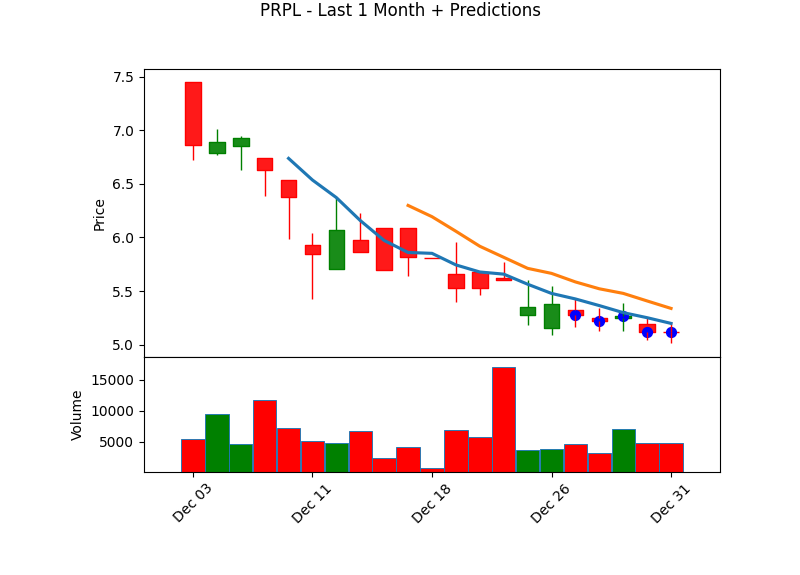 PRPL - Last 1 Month + Predictions
7.5
7.0
6.5
6.0
5.5
5.0
Price
15000
10000
5000
Volume
Dec 03
Dec 11
Dec 18
Dec 26
Dec 31